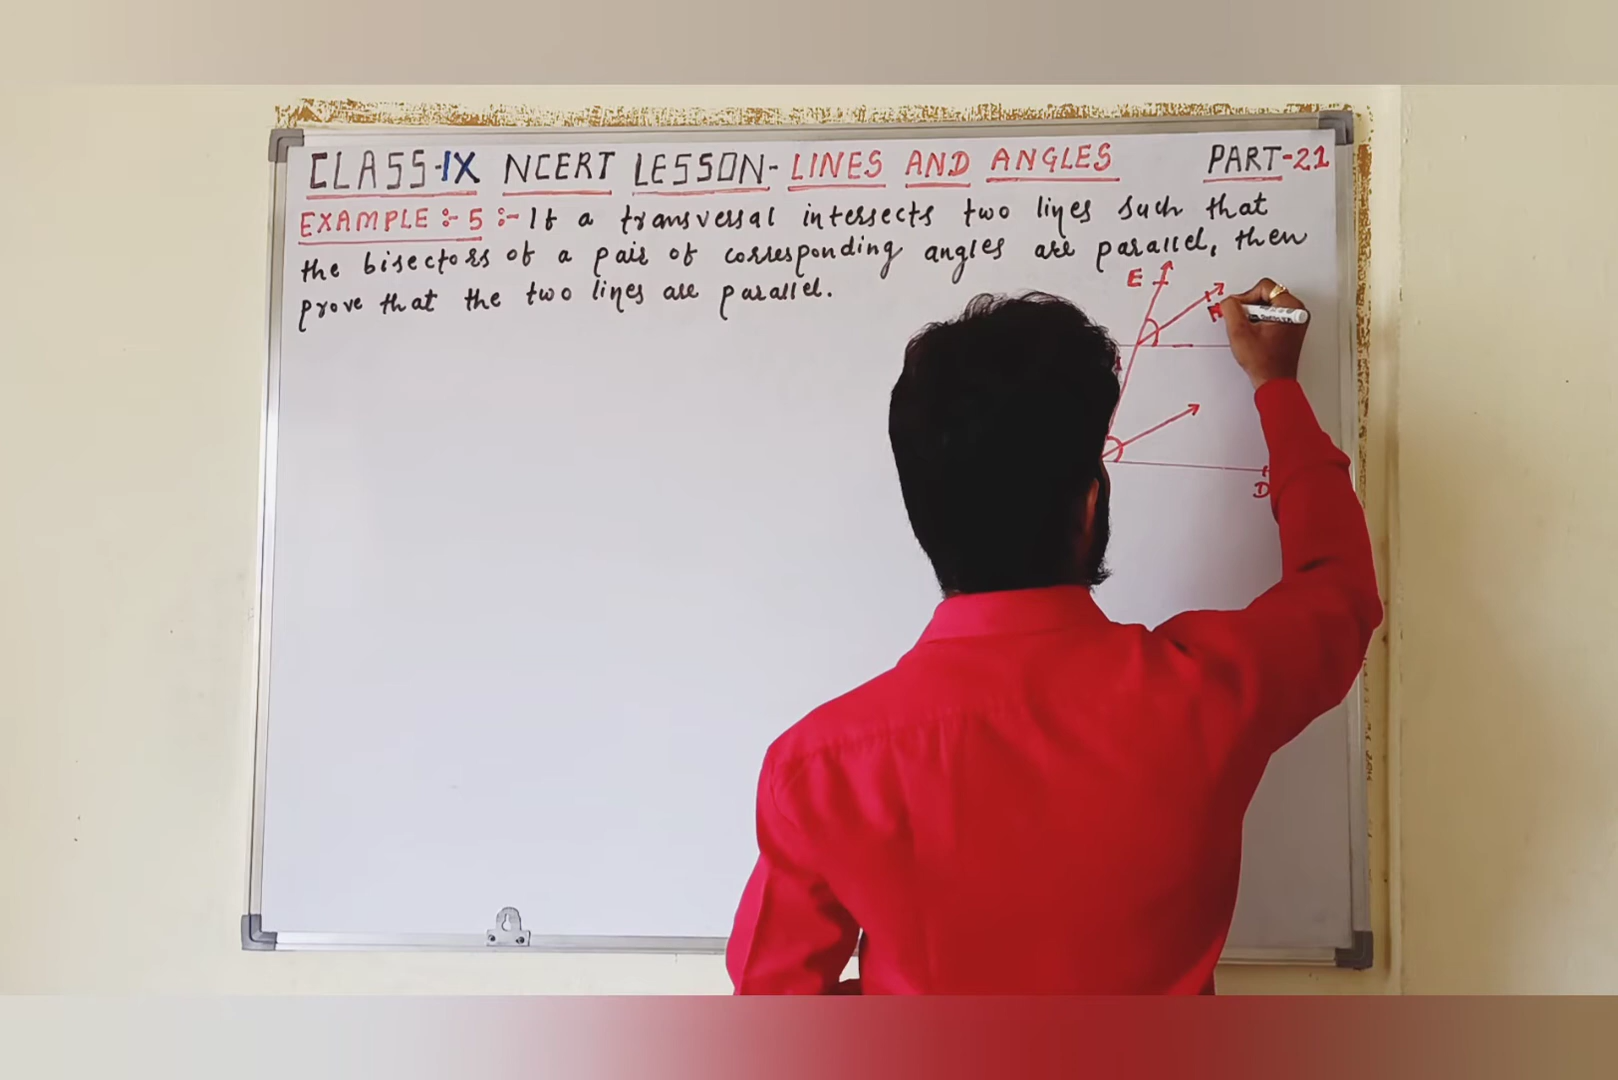 CLASS-IX NCERT LESSON- LINES AND ANGLES PART-21
EXAMPLE :- 5 :- If a transversal intersects two lines such that
the bisectors of a pair of corresponding angles are parallel, then
prove that the two lines are parallel.
E
D